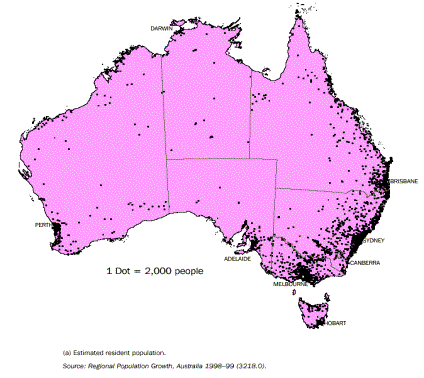 DARWIN
BRISBANE
PERTH
SYDNEY
ADELAIDE
CANBERRA
1 Dot = 2,000 people
MELBOURNE
HOBART
(a) Estimated resident population.
Source: Regional Population Growth, Australia 1998–99 (3218.0).